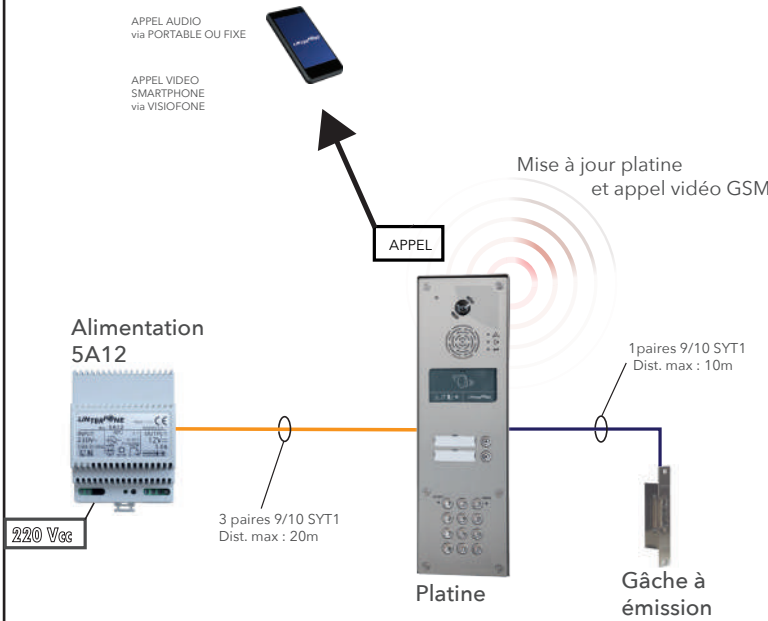 APPEL AUDIO
via PORTABLE OU FIXE
APPEL VIDEO
SMARTPHONE
via VISIOFONE
Mise à jour platine
et appel vidéo GSM
APPEL
Alimentation
5A12
1paires 9/10 SYT1
Dist. max : 10m
3 paires 9/10 SYT1
Dist. max : 20m
220 Vcc
Platine
Gâche à
émission